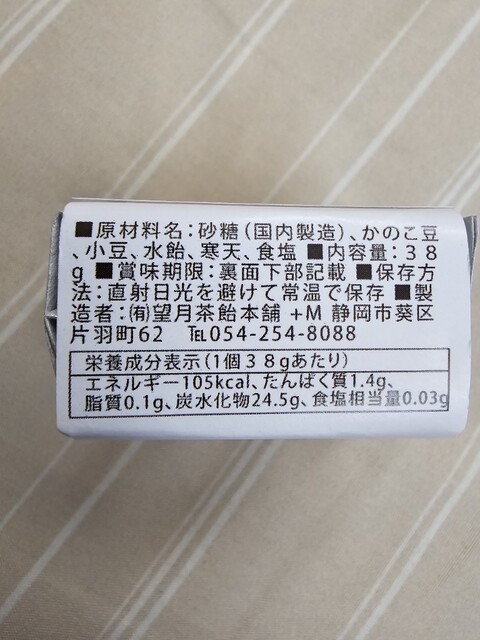 ■原材料名:砂糖(国内製造)、かのこ豆
、小豆、水飴、寒天、食塩 ■内容量:38
g ■賞味期限:裏面下部記載 ■保存方
法:直射日光を避けて常温で保存 ■製
造者:㈲望月茶飴本舗 +M 静岡市葵区
片羽町62 ℡054-254-8088
栄養成分表示(1個38gあたり)
エネルギー105kcal、たんぱく質1.4g、
脂質0.1g、炭水化物24.5g、食塩相当量0.03g